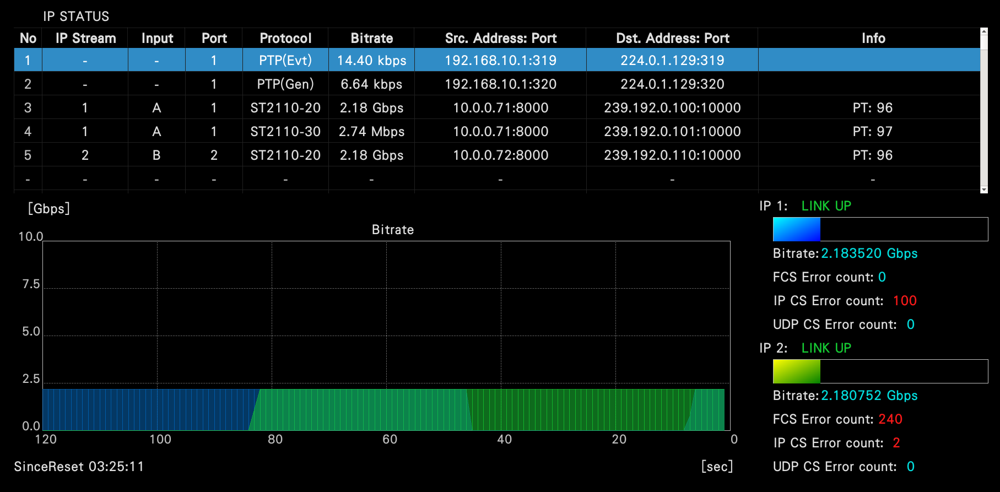 IP STATUS
No IP Stream Input Port Protocol Bitrate Src. Address: Port Dst. Address: Port Info
1 - - 1 PTP(Evt) 14.40 kbps 192.168.10.1:319 224.0.1.129:319
2 - - 1 PTP(Gen) 6.64 kbps 192.168.10.1:320 224.0.1.129:320
3 1 A 1 ST2110-20 2.18 Gbps 10.0.0.71:8000 239.192.0.100:10000 PT: 96
4 1 A 1 ST2110-30 2.74 Mbps 10.0.0.71:8000 239.192.0.101:10000 PT: 97
5 2 B 2 ST2110-20 2.18 Gbps 10.0.0.72:8000 239.192.0.110:10000 PT: 96
- - - - - - - - -
[Gbps]
Bitrate
10.0
7.5
5.0
2.5
0.0
120 100 80 60 40 20 0
SinceReset 03:25:11
[sec]
IP 1: LINK UP
Bitrate:2.183520 Gbps
FCS Error count: 0
IP CS Error count: 100
UDP CS Error count: 0
IP 2: LINK UP
Bitrate:2.180752 Gbps
FCS Error count: 240
IP CS Error count: 2
UDP CS Error count: 0